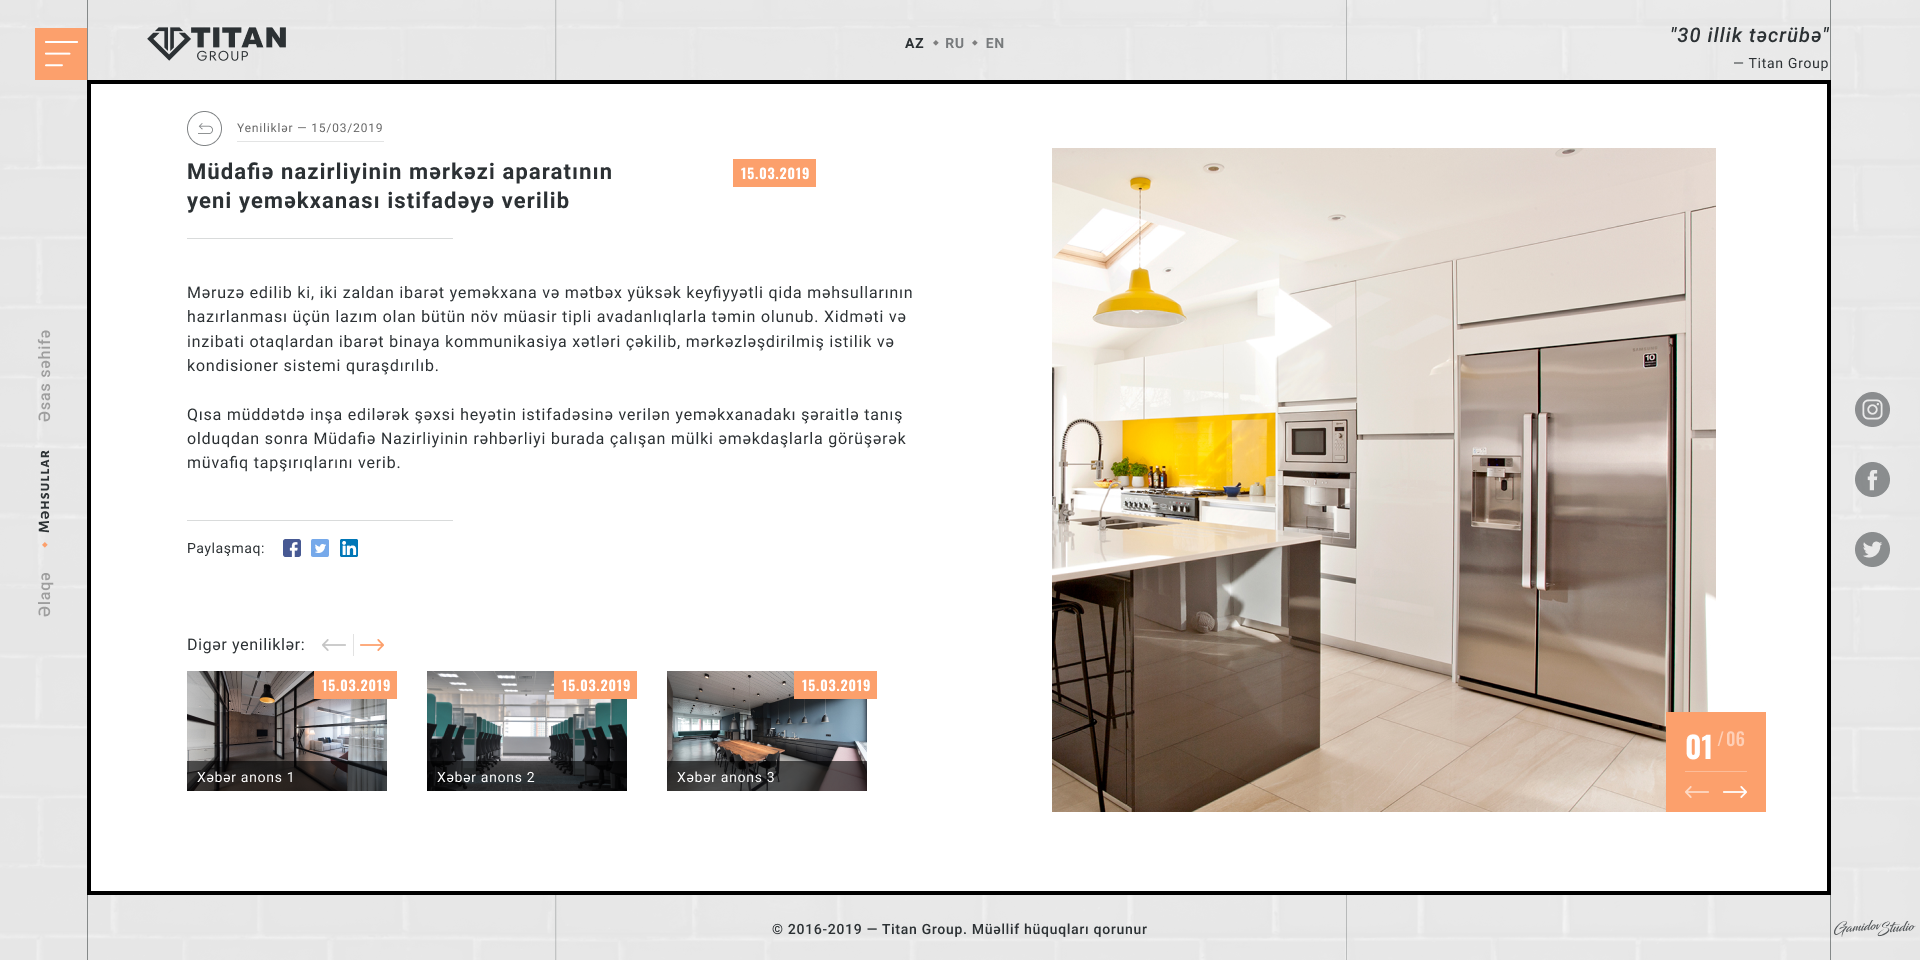 TITAN
GROUP
AZ • RU • EN
"30 illik təcrübə"
— Titan Group
Yeniliklər — 15/03/2019
Müdafiə nazirliyinin mərkəzi aparatının
yeni yeməkxanası istifadəyə verilib
15.03.2019
Məruzə edilib ki, iki zaldan ibarət yeməkxana və mətbəx yüksək keyfiyyətli qida məhsullarının
hazırlanması üçün lazım olan bütün növ müasir tipli avadanlıqlarla təmin olunub. Xidməti və
inzibati otaqlardan ibarət binaya kommunikasiya xətləri çəkilib, mərkəzləşdirilmiş istilik və
kondisioner sistemi quraşdırılıb.
Qısa müddətdə inşa edilərək şəxsi heyətin istifadəsinə verilən yeməkxanadakı şəraitlə tanış
olduqdan sonra Müdafiə Nazirliyinin rəhbərliyi burada çalışan mülki əməkdaşlarla görüşərək
müvafiq tapşırıqlarını verib.
Paylaşmaq:
Digər yeniliklər:
15.03.2019
Xəbər anons 1
15.03.2019
Xəbər anons 2
15.03.2019
Xəbər anons 3
10
01 / 06
Əsas səhifə
MəHSULLAR
Əlaqə
© 2016-2019 — Titan Group. Müəllif hüquqları qorunur
Gamidov Studio